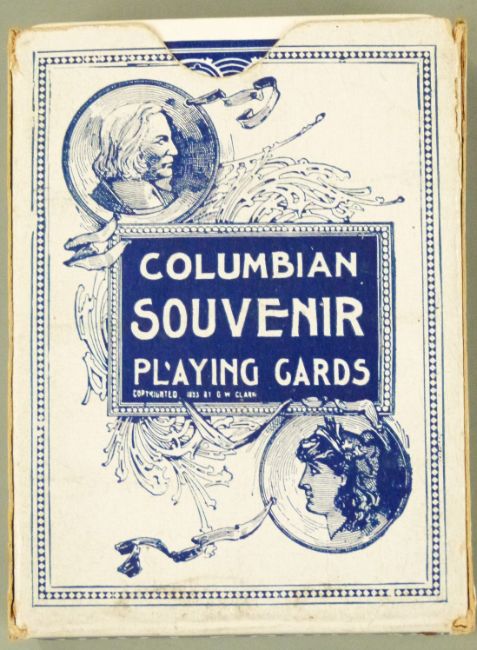 COLUMBIAN
SOUVENIR
PLAYING CARDS
COPYRIGHTED 1893 BY G W CLARK